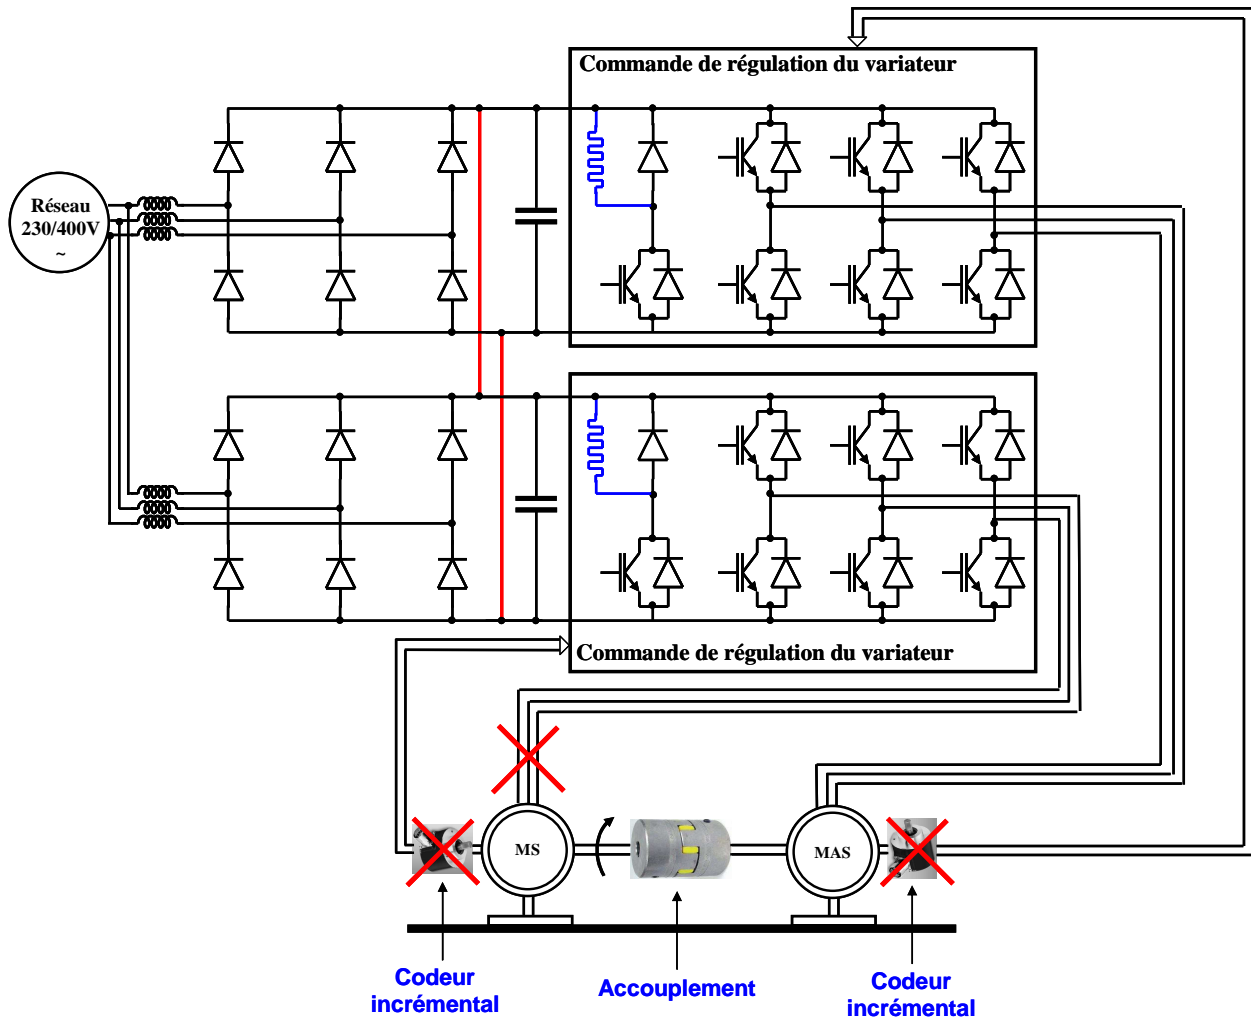 Commande de régulation du variateur
Réseau
230/400V
~
Commande de régulation du variateur
MS
MAS
Codeur
incrémental
Accouplement
Codeur
incrémental